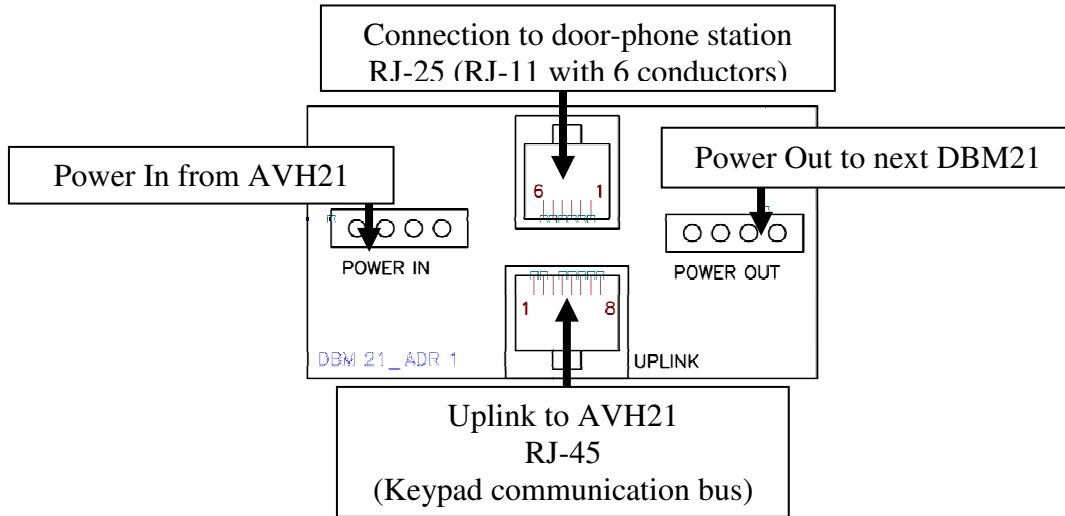 Connection to door-phone station
RJ-25 (RJ-11 with 6 conductors)
Power In from AVH21
Power Out to next DBM21
6 1
POWER IN
POWER OUT
1 8
DBM 21_ADR 1
UPLINK
Uplink to AVH21
RJ-45
(Keypad communication bus)